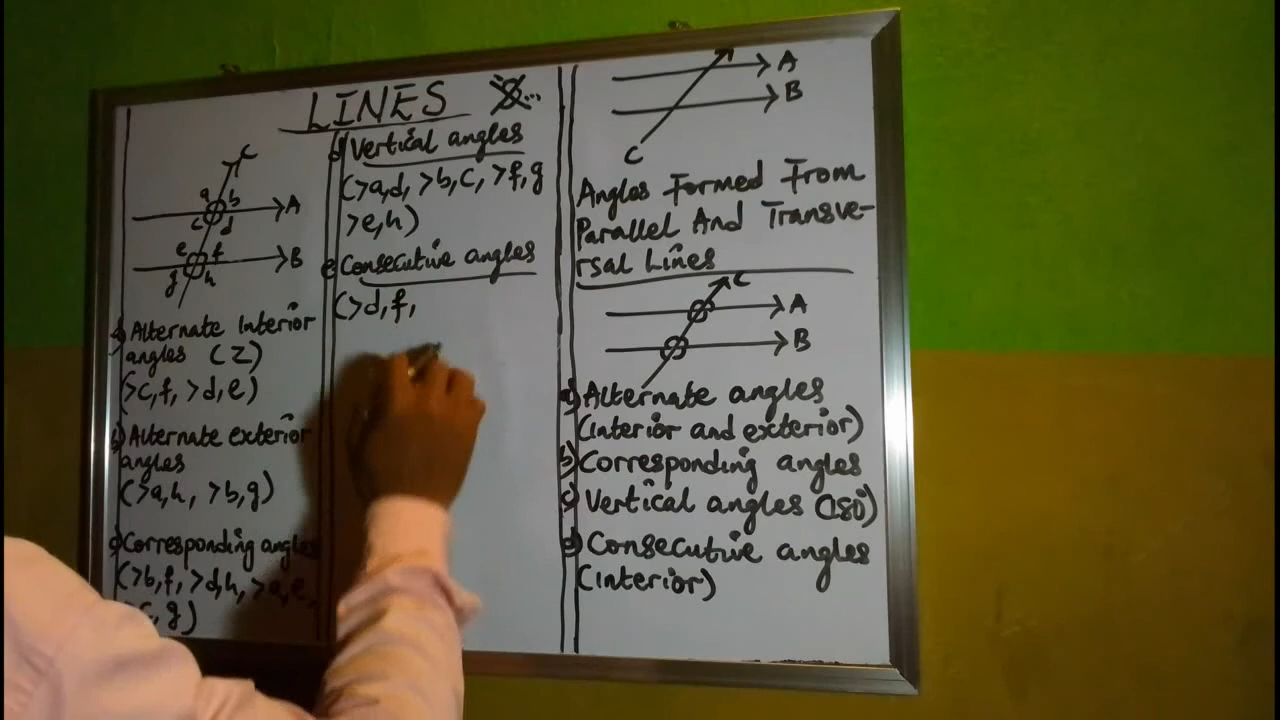 LINES
C
a b
A
c d
e f
B
g h
a) Alternate Interior
angles (Z)
(>c,f, >d,e)
b) Alternate exterior
angles
(>a,h, >b,g)
c) Corresponding angles
(>b,f, >d,h, >a,e,
c,g)
d) Vertical angles
(>a,d, >b,c, >f,g
>e,h)
e) Consecutive angles
(>d,f,
A
B
C
Angles Formed From
Parallel And Transve-
rsal Lines
C
A
B
a) Alternate angles
(interior and exterior)
b) Corresponding angles
c) Vertical angles (180°)
d) Consecutive angles
(interior)